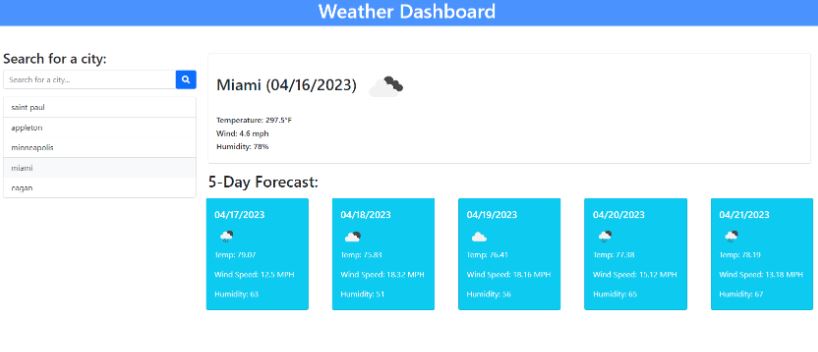 Weather Dashboard
Search for a city:
Search for a city...
saint paul
appleton
minneapolis
miami
eagan
Miami (04/16/2023)
Temperature: 297.5°F
Wind: 4.6 mph
Humidity: 78%
5-Day Forecast:
04/17/2023
Temp: 79.07
Wind Speed: 12.5 MPH
Humidity: 63
04/18/2023
Temp: 75.83
Wind Speed: 18.32 MPH
Humidity: 51
04/19/2023
Temp: 76.41
Wind Speed: 18.16 MPH
Humidity: 56
04/20/2023
Temp: 77.38
Wind Speed: 15.12 MPH
Humidity: 65
04/21/2023
Temp: 78.19
Wind Speed: 13.18 MPH
Humidity: 67